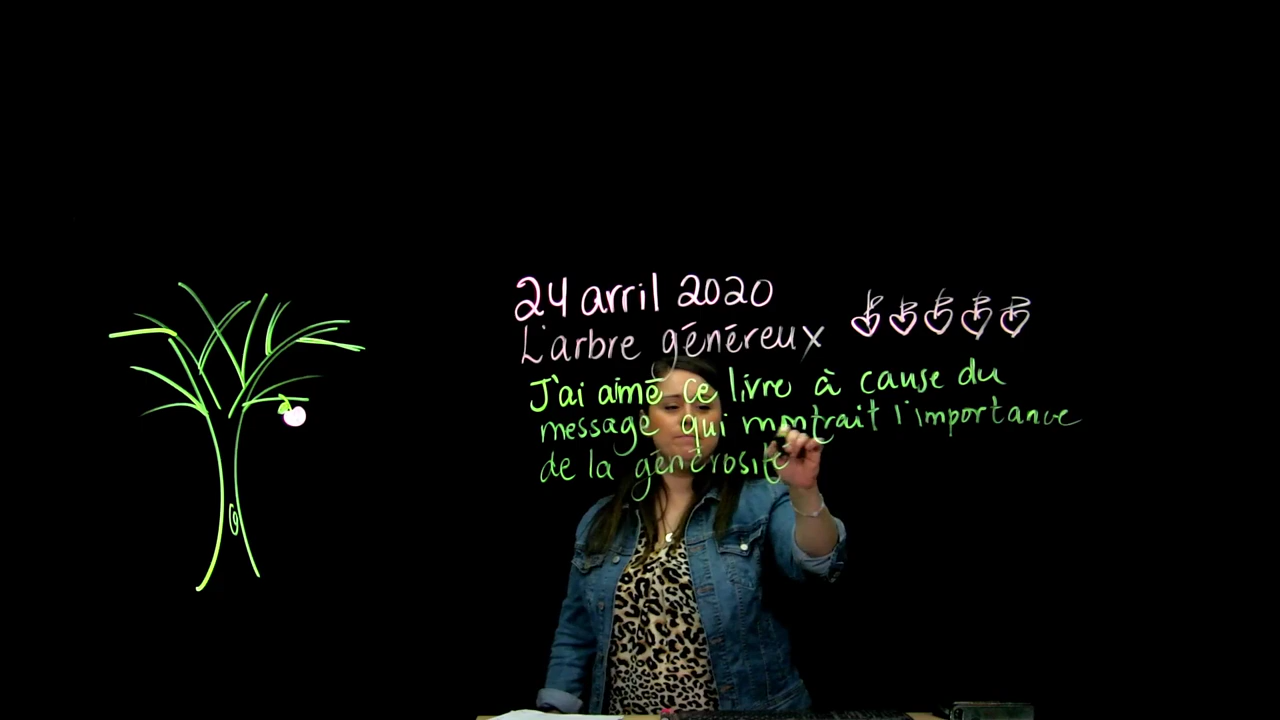 24 avril 2020
L'arbre généreux
J'ai aimé ce livre à cause du
message qui montrait l'importance
de la générosité